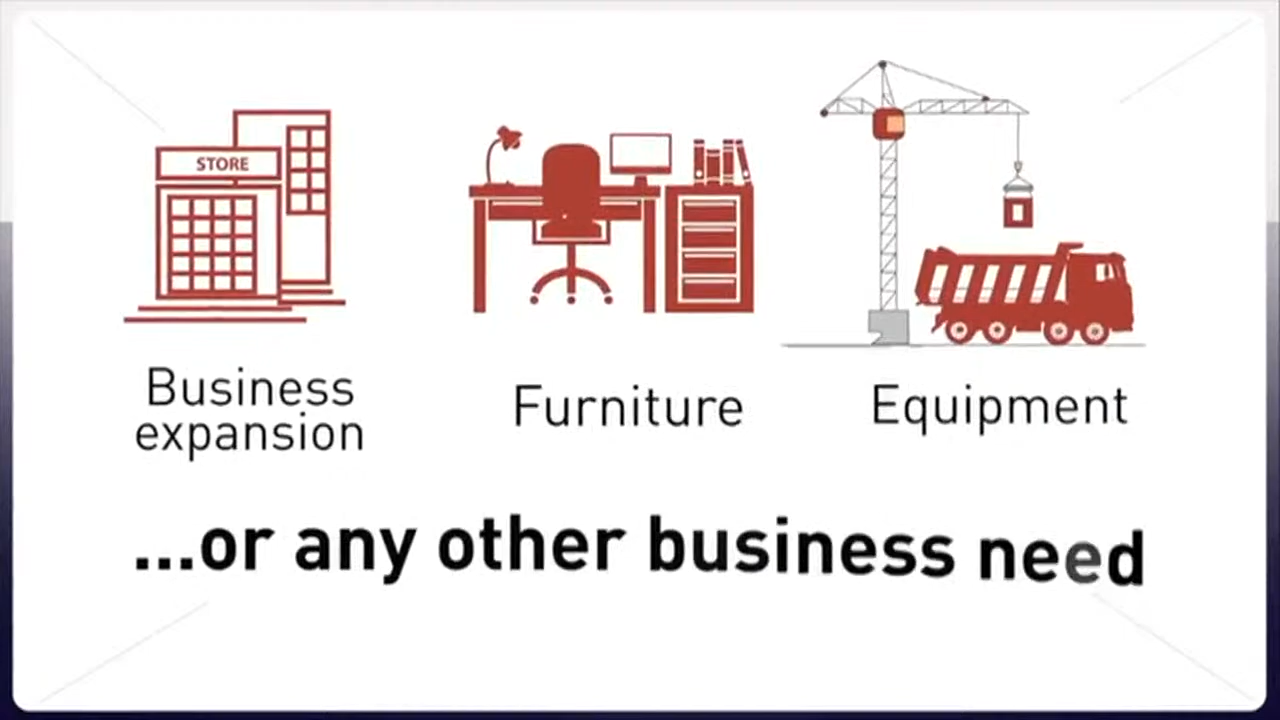 STORE
Business
expansion
Furniture
Equipment
...or any other business need